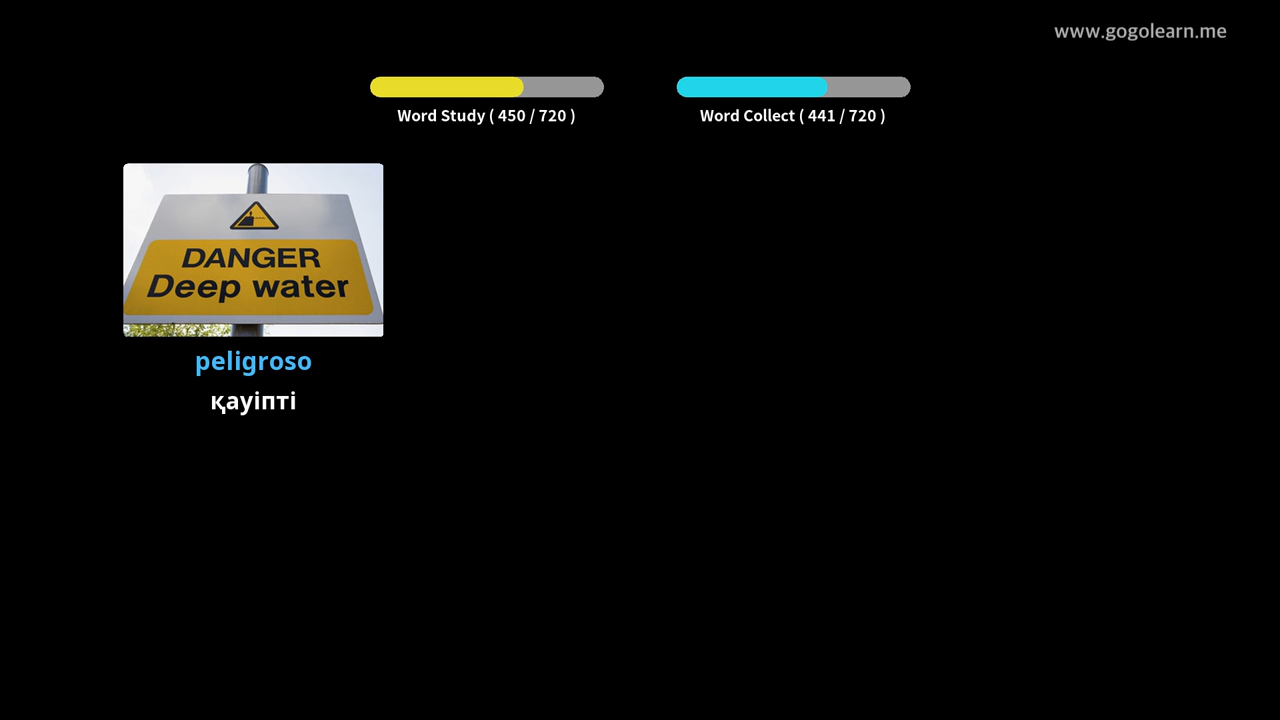 www.gogolearn.me
Word Study ( 450 / 720 )
Word Collect ( 441 / 720 )
DANGER
Deep water
peligroso
қауіпті